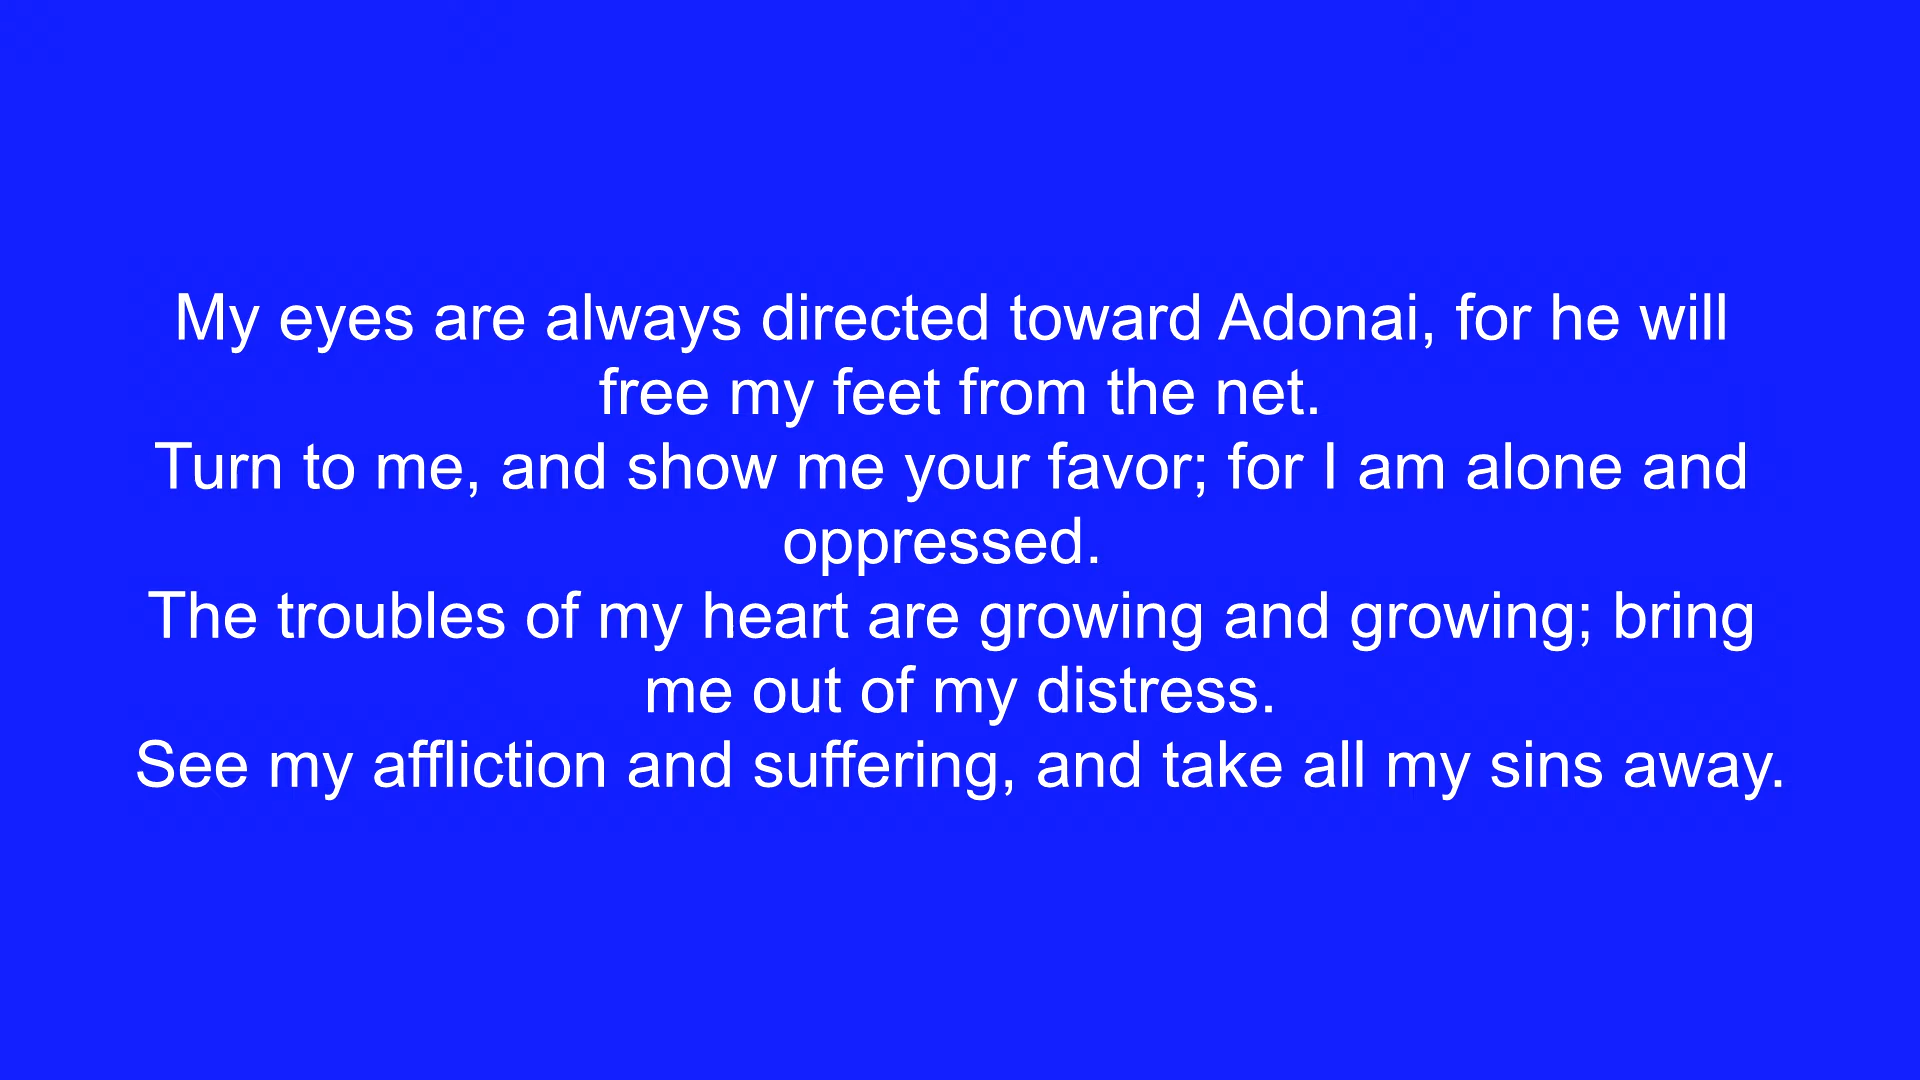 My eyes are always directed toward Adonai, for he will
free my feet from the net.
Turn to me, and show me your favor; for I am alone and
oppressed.
The troubles of my heart are growing and growing; bring
me out of my distress.
See my affliction and suffering, and take all my sins away.